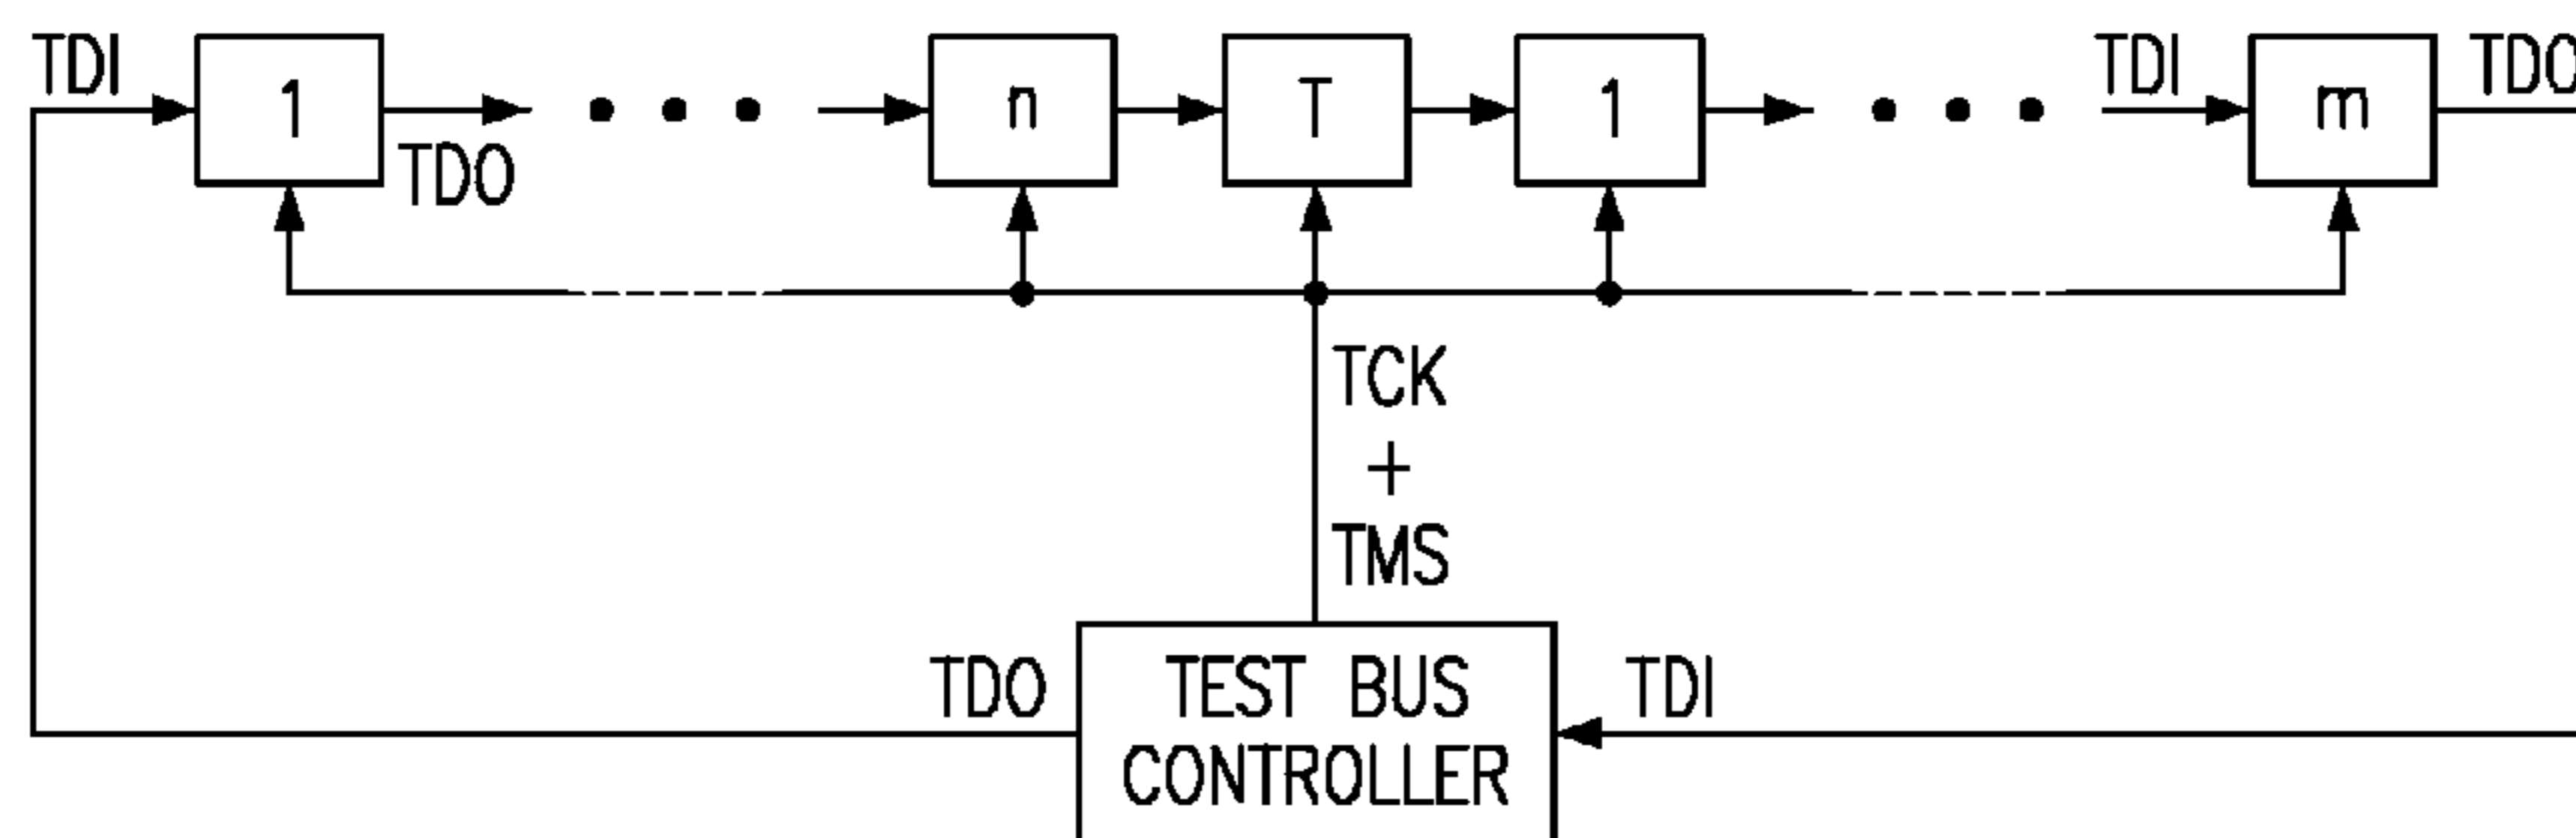 TDI
1
TDO
n
T
1
TDI
m
TDO
TCK
+
TMS
TDO
TEST BUS
CONTROLLER
TDI